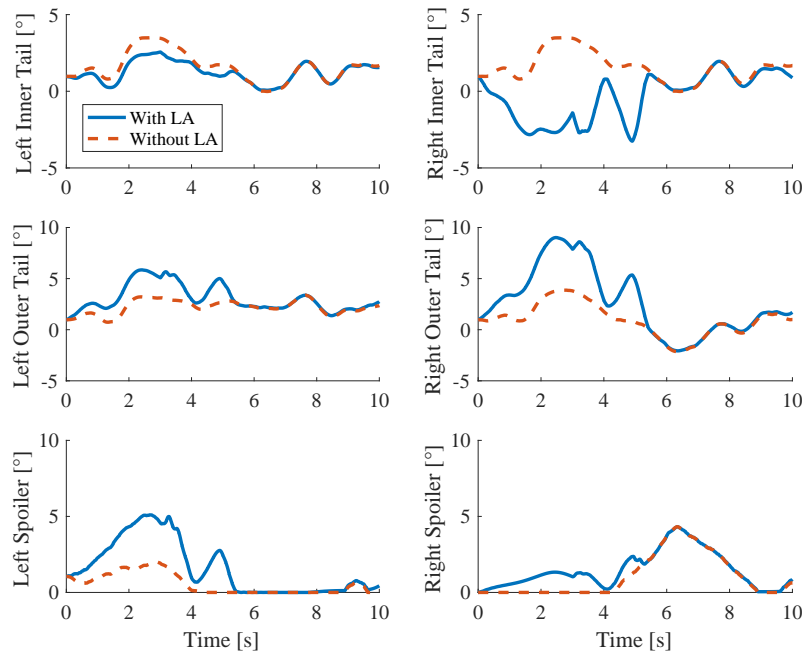 Left Inner Tail [°]
5
0
-5
0 2 4 6 8 10
With LA
Without LA
Right Inner Tail [°]
5
0
-5
0 2 4 6 8 10
Left Outer Tail [°]
10
5
0
-5
0 2 4 6 8 10
Right Outer Tail [°]
10
5
0
-5
0 2 4 6 8 10
Left Spoiler [°]
10
5
0
0 2 4 6 8 10
Time [s]
Right Spoiler [°]
10
5
0
0 2 4 6 8 10
Time [s]